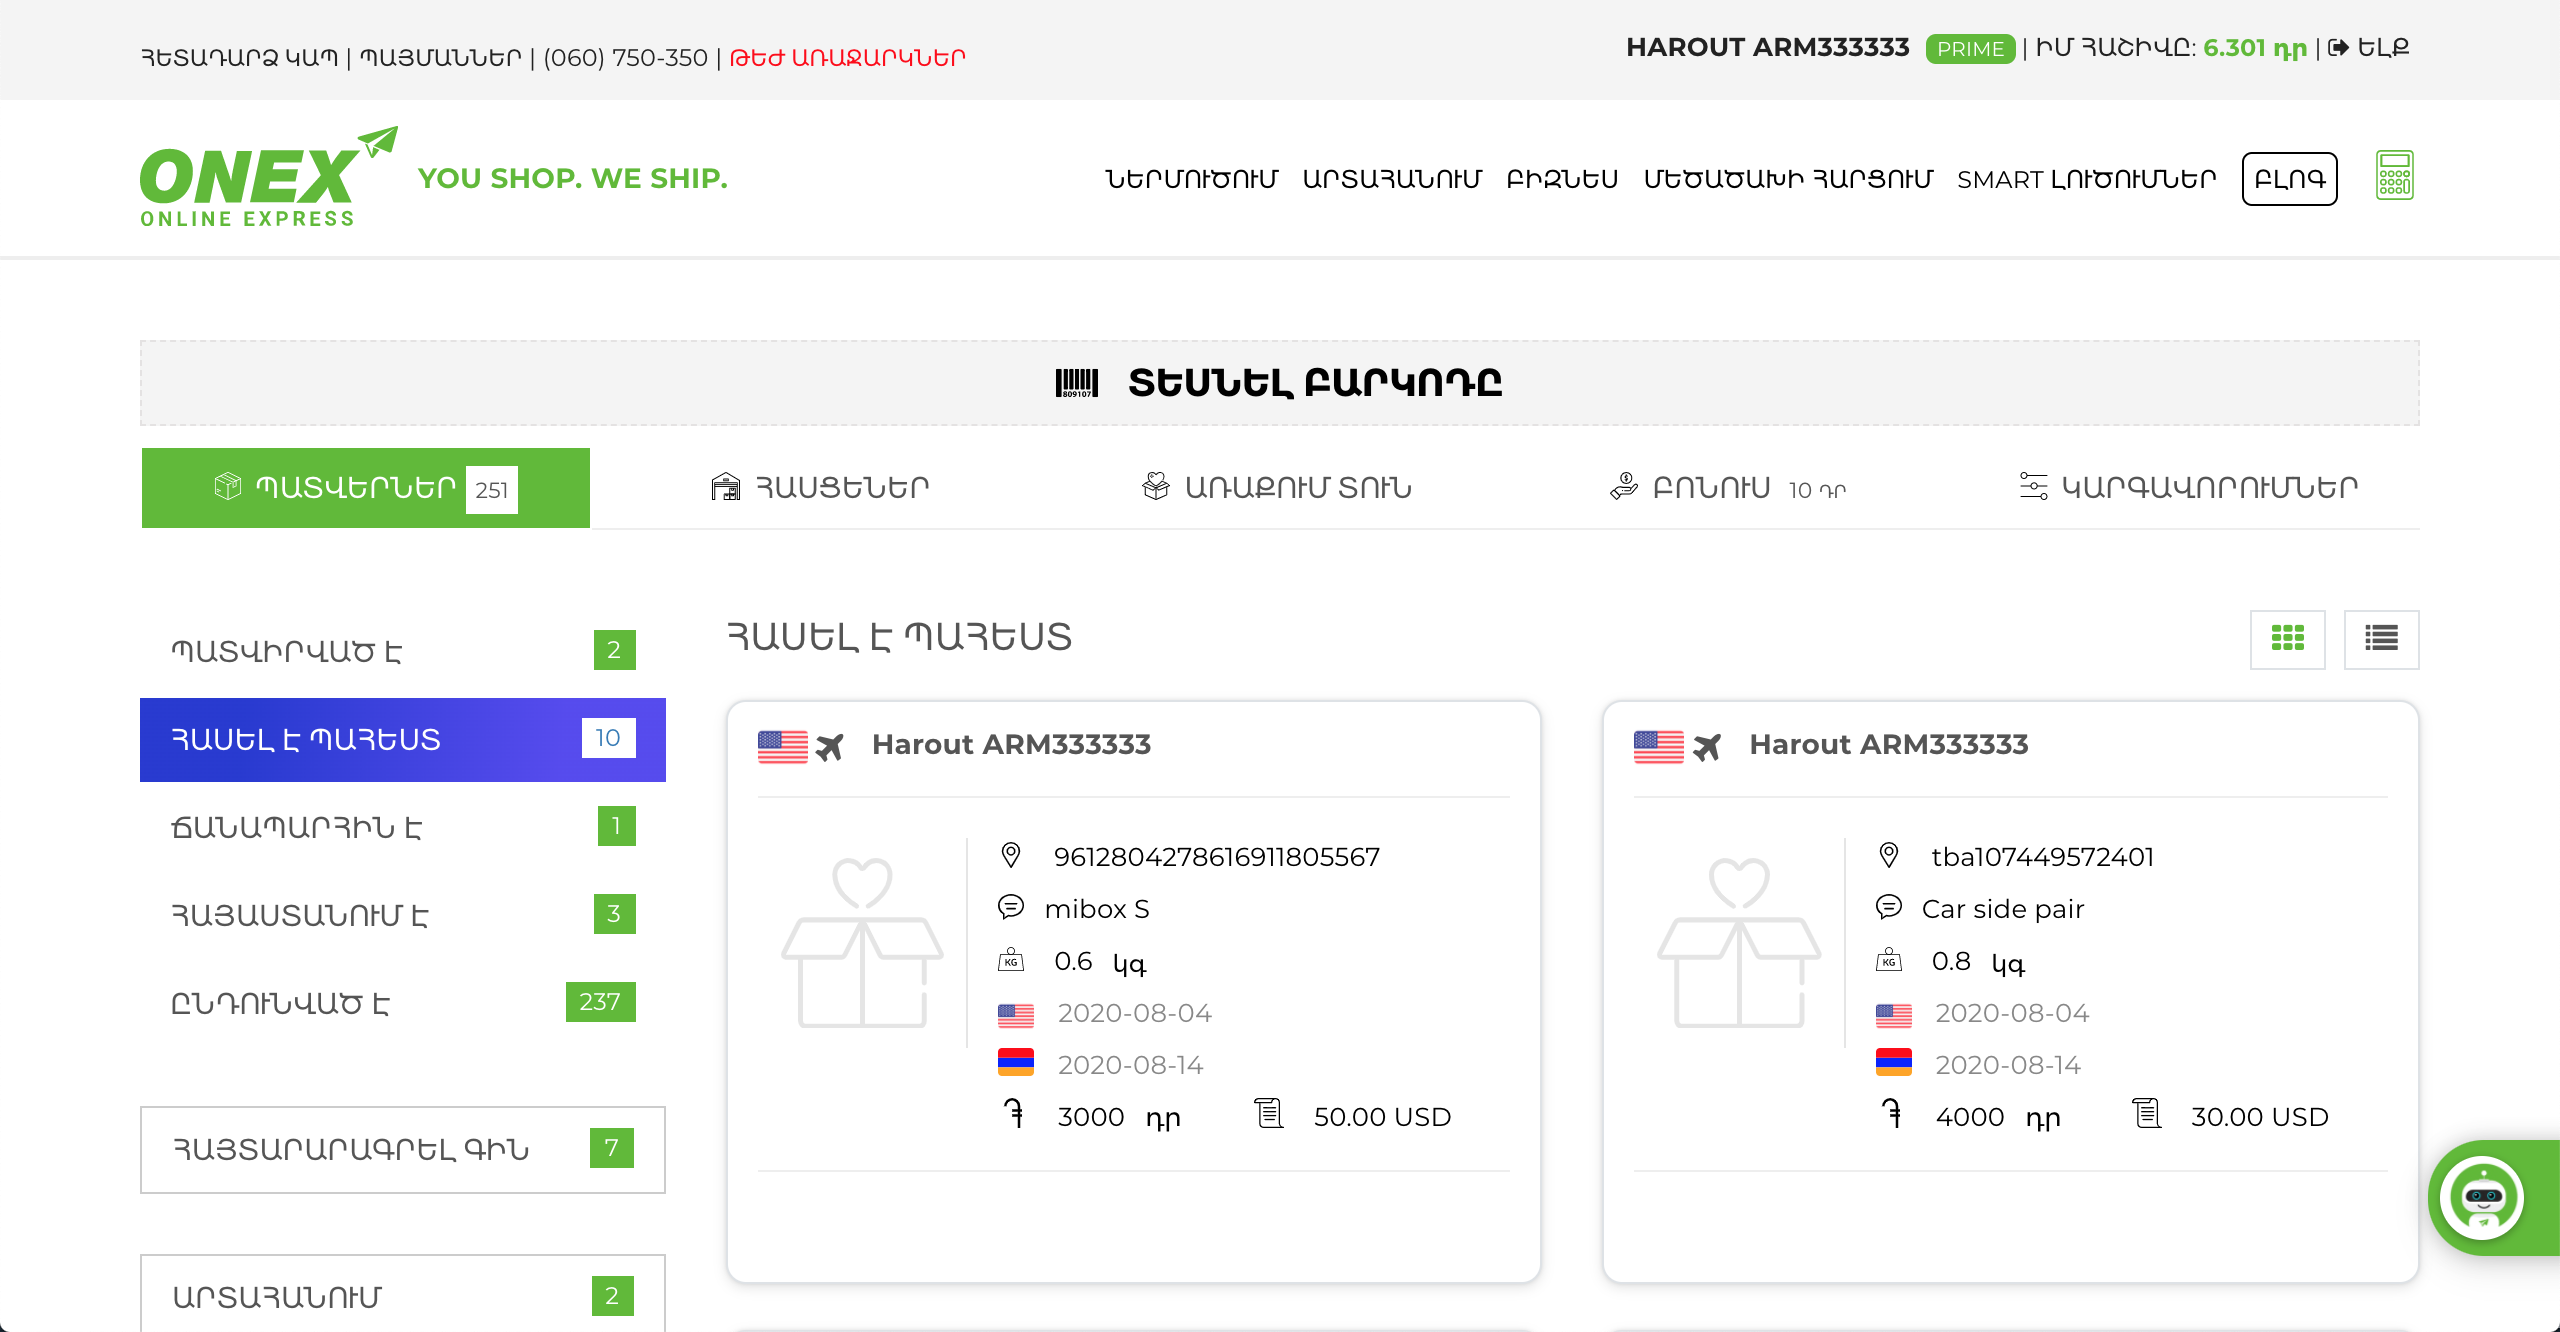 ՀԵՏԱԴԱՐՁ ԿԱՊ | ՊԱՅՄԱՆՆԵՐ | (060) 750-350 | ԹԵԺ ԱՌԱՋԱՐԿՆԵՐ
HAROUT ARM333333 PRIME | ԻՄ ՀԱՇԻՎԸ: 6.301 դր | ԵԼՔ
ONEX
ONLINE EXPRESS
YOU SHOP. WE SHIP.
ՆԵՐՄՈՒԾՈՒՄ ԱՐՏԱՀԱՆՈՒՄ ԲԻԶՆԵՍ ՄԵԾԱԾԱԽԻ ՀԱՐՑՈՒՄ SMART ԼՈՒԾՈՒՄՆԵՐ ԲԼՈԳ
809107 ՏԵՍՆԵԼ ԲԱՐԿՈԴԸ
ՊԱՏՎԵՐՆԵՐ 251 ՀԱՍՑԵՆԵՐ ԱՌԱՔՈՒՄ ՏՈՒՆ ԲՈՆՈՒՍ 10 ԴՐ ԿԱՐԳԱՎՈՐՈՒՄՆԵՐ
ՊԱՏՎԻՐՎԱԾ Է 2
ՀԱՍԵԼ Է ՊԱՀԵՍՏ 10
ՃԱՆԱՊԱՐՀԻՆ Է 1
ՀԱՅԱՍՏԱՆՈՒՄ Է 3
ԸՆԴՈՒՆՎԱԾ Է 237
ՀԱՅՏԱՐԱՐԱԳՐԵԼ ԳԻՆ 7
ԱՐՏԱՀԱՆՈՒՄ 2
ՀԱՍԵԼ Է ՊԱՀԵՍՏ
Harout ARM333333
9612804278616911805567
mibox S
KG 0.6 կգ
2020-08-04
2020-08-14
֏ 3000 դր 50.00 USD
Harout ARM333333
tba107449572401
Car side pair
KG 0.8 կգ
2020-08-04
2020-08-14
֏ 4000 դր 30.00 USD